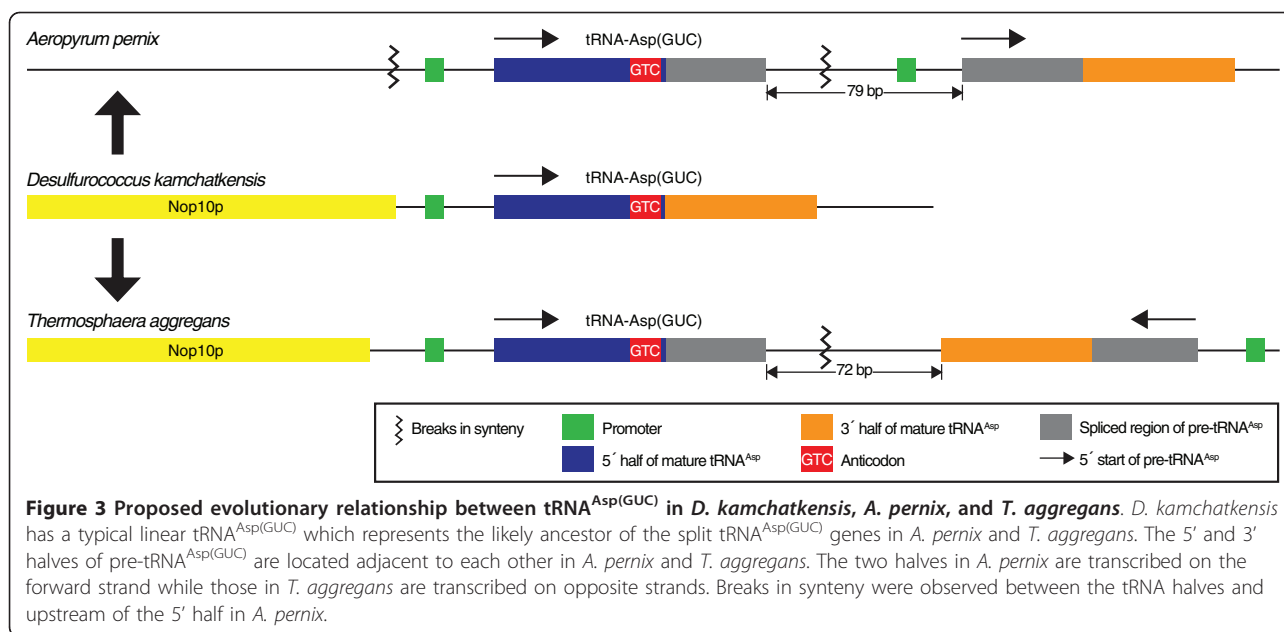 Aeropyrum pernix
tRNA-Asp(GUC)
GTC
79 bp
Desulfurococcus kamchatkensis
tRNA-Asp(GUC)
Nop10p
GTC
Thermosphaera aggregans
tRNA-Asp(GUC)
Nop10p
GTC
72 bp
Breaks in synteny
Promoter
3´ half of mature tRNA^Asp
Spliced region of pre-tRNA^Asp
5´ half of mature tRNA^Asp
GTC Anticodon
5´ start of pre-tRNA^Asp
Figure 3 Proposed evolutionary relationship between tRNA^Asp(GUC) in D. kamchatkensis, A. pernix, and T. aggregans. D. kamchatkensis
has a typical linear tRNA^Asp(GUC) which represents the likely ancestor of the split tRNA^Asp(GUC) genes in A. pernix and T. aggregans. The 5’ and 3’
halves of pre-tRNA^Asp(GUC) are located adjacent to each other in A. pernix and T. aggregans. The two halves in A. pernix are transcribed on the
forward strand while those in T. aggregans are transcribed on opposite strands. Breaks in synteny were observed between the tRNA halves and
upstream of the 5’ half in A. pernix.